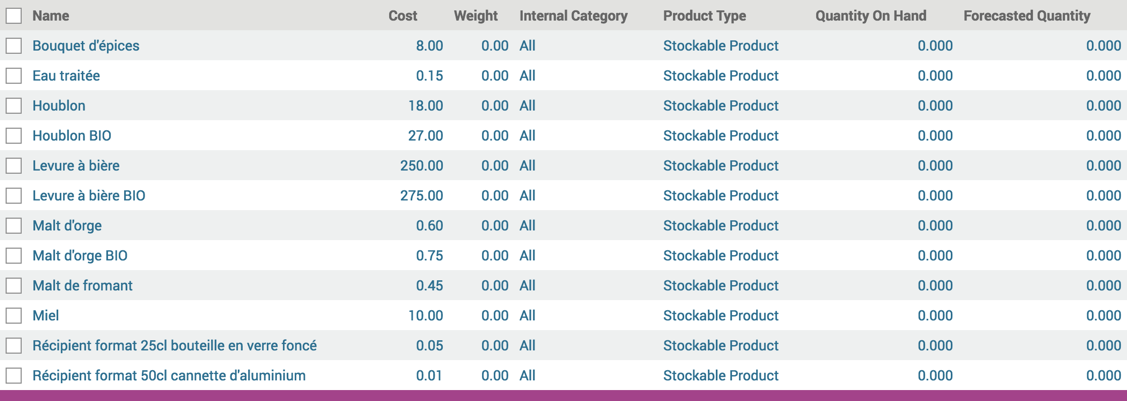 Name Cost Weight Internal Category Product Type Quantity On Hand Forecasted Quantity
Bouquet d'épices 8.00 0.00 All Stockable Product 0.000 0.000
Eau traitée 0.15 0.00 All Stockable Product 0.000 0.000
Houblon 18.00 0.00 All Stockable Product 0.000 0.000
Houblon BIO 27.00 0.00 All Stockable Product 0.000 0.000
Levure à bière 250.00 0.00 All Stockable Product 0.000 0.000
Levure à bière BIO 275.00 0.00 All Stockable Product 0.000 0.000
Malt d'orge 0.60 0.00 All Stockable Product 0.000 0.000
Malt d'orge BIO 0.75 0.00 All Stockable Product 0.000 0.000
Malt de fromant 0.45 0.00 All Stockable Product 0.000 0.000
Miel 10.00 0.00 All Stockable Product 0.000 0.000
Récipient format 25cl bouteille en verre foncé 0.05 0.00 All Stockable Product 0.000 0.000
Récipient format 50cl cannette d'aluminium 0.01 0.00 All Stockable Product 0.000 0.000